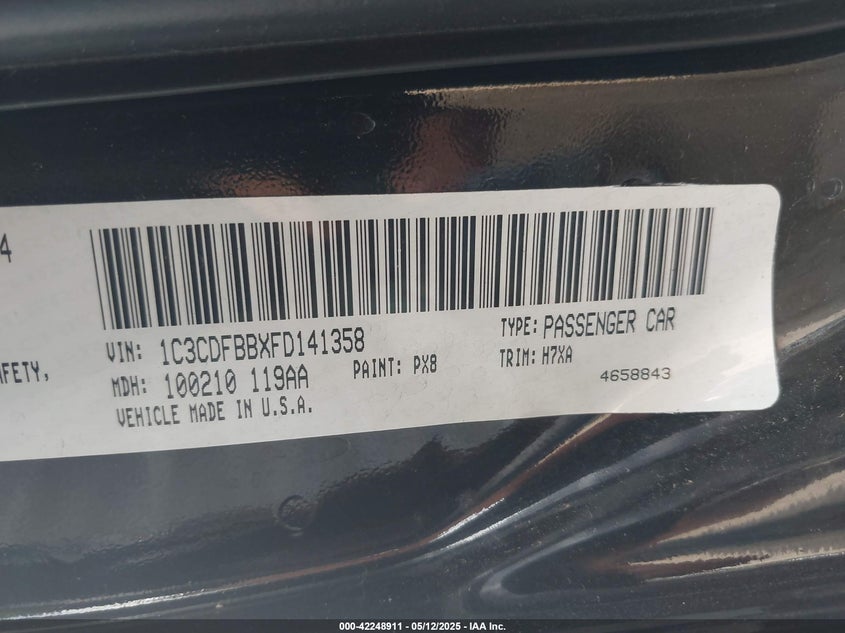 4
AFETY,
VIN: 1C3CDFBBXFD141358
TYPE: PASSENGER CAR
MDH: 100210 119AA
PAINT: PX8
TRIM: H7XA
VEHICLE MADE IN U.S.A.
4658843
000-42248911 — 05/12/2025 — IAA Inc.